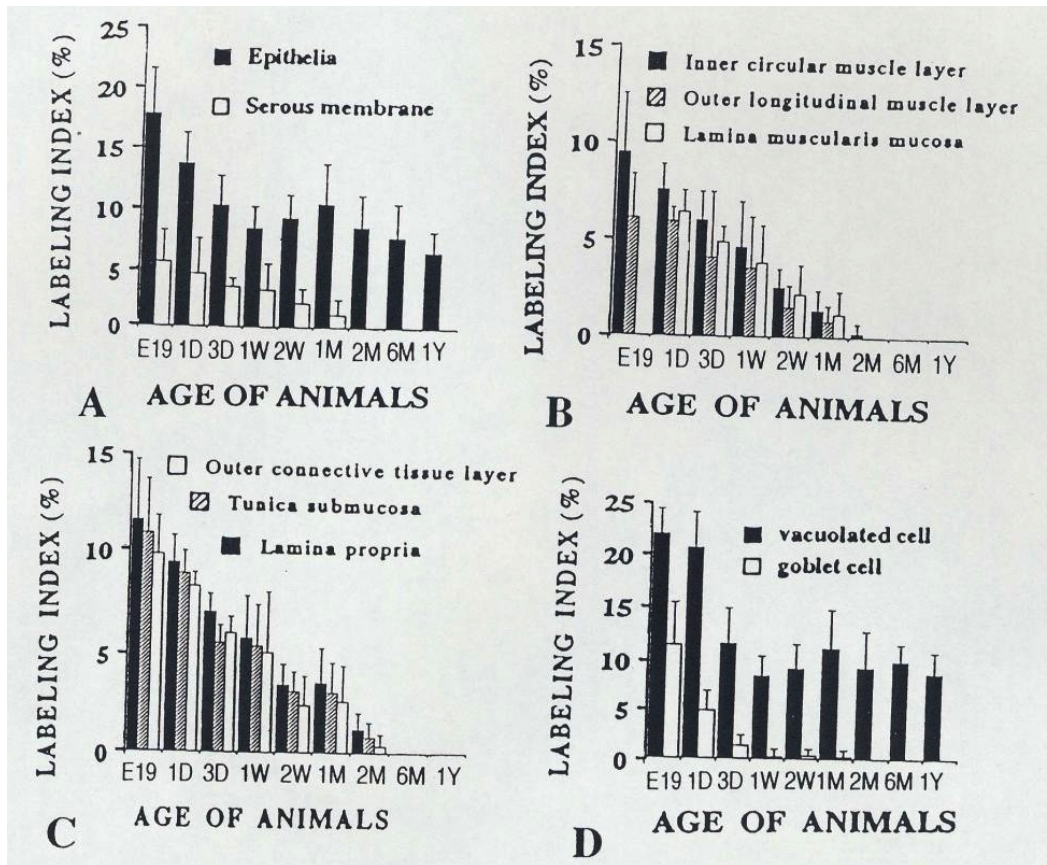 LABELING INDEX (%)
25
20
15
10
5
0
Epithelia
Serous membrane
E19 1D 3D 1W 2W 1M 2M 6M 1Y
A AGE OF ANIMALS
LABELING INDEX (%)
15
10
5
0
Inner circular muscle layer
Outer longitudinal muscle layer
Lamina muscularis mucosa
E19 1D 3D 1W 2W 1M 2M 6M 1Y
B AGE OF ANIMALS
LABELING INDEX (%)
15
10
5
0
Outer connective tissue layer
Tunica submucosa
Lamina propria
E19 1D 3D 1W 2W 1M 2M 6M 1Y
C AGE OF ANIMALS
LABELING INDEX (%)
25
20
15
10
5
0
vacuolated cell
goblet cell
E19 1D 3D 1W 2W 1M 2M 6M 1Y
D AGE OF ANIMALS